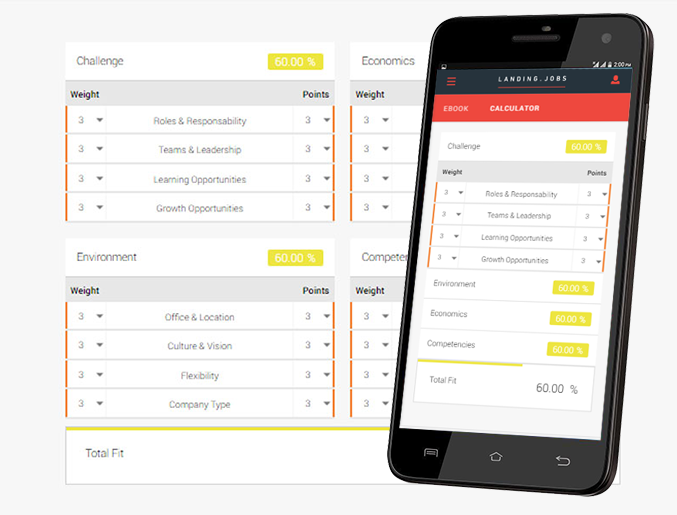 Challenge 60.00 % Economics
Weight Points Weight
3 Roles & Responsability 3 3
3 Teams & Leadership 3 3
3 Learning Opportunities 3 3
3 Growth Opportunities 3 3
Environment 60.00 %
Weight Points Weight
3 Office & Location 3 3
3 Culture & Vision 3 3
3 Flexibility 3 3
3 Company Type 3 3
Total Fit
2:00 PM
LANDING.JOBS
EBOOK CALCULATOR
Challenge 60.00 %
Weight Points
3 Roles & Responsability 3
3 Teams & Leadership 3
3 Learning Opportunities 3
3 Growth Opportunities 3
Environment 60.00 %
Economics 60.00 %
Competencies 60.00 %
Total Fit 60.00 %